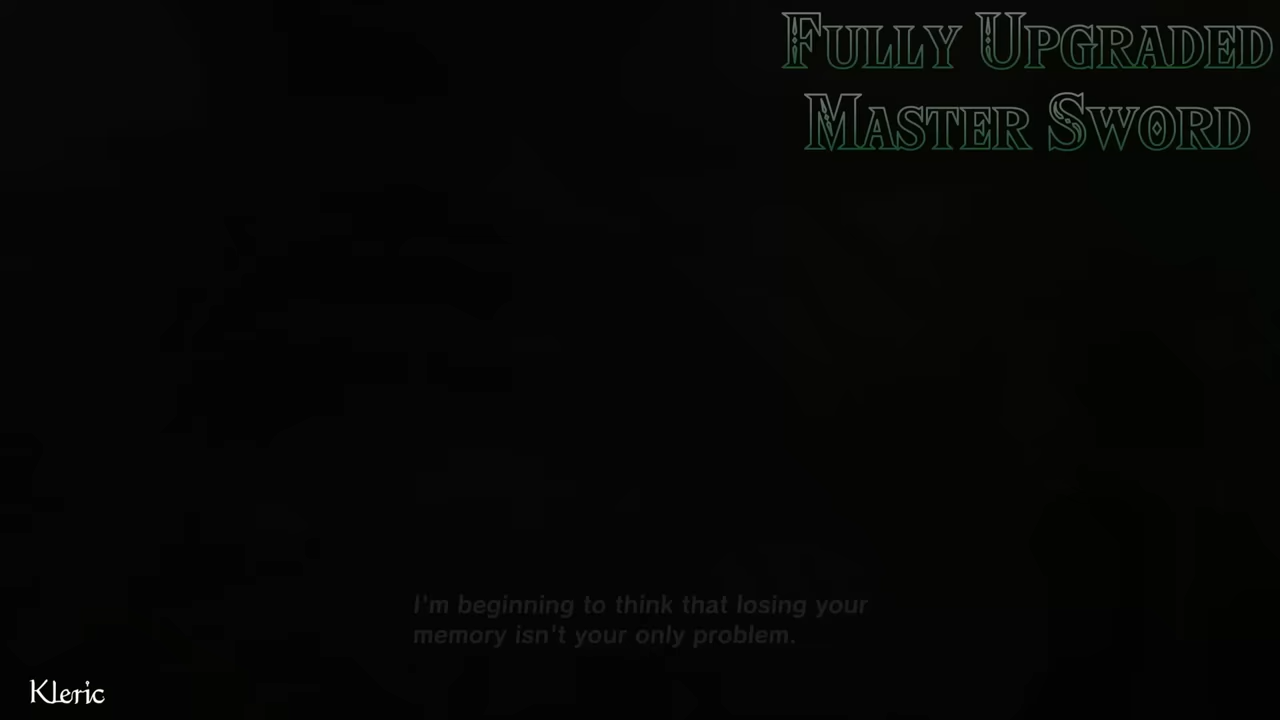 Fully Upgraded
Master Sword
I'm beginning to think that losing your
memory isn't your only problem.
Kleric